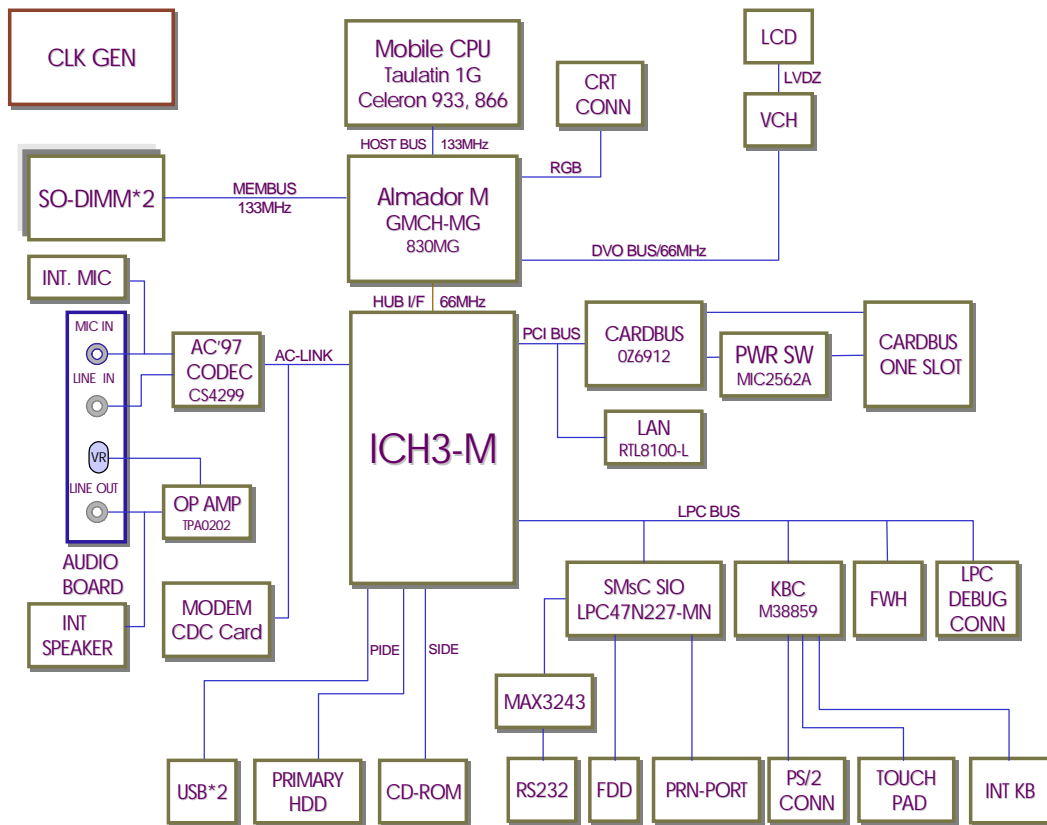 CLK GEN
Mobile CPU
Taulatin 1G
Celeron 933, 866
CRT
CONN
LCD
LVDZ
VCH
HOST BUS 133MHz
RGB
SO-DIMM*2
MEMBUS
133MHz
Almador M
GMCH-MG
830MG
DVO BUS/66MHz
HUB I/F 66MHz
INT. MIC
MIC IN
LINE IN
VR
LINE OUT
AUDIO
BOARD
AC'97
CODEC
CS4299
AC-LINK
OP AMP
TPA0202
INT
SPEAKER
MODEM
CDC Card
ICH3-M
PCI BUS
CARDBUS
OZ6912
PWR SW
MIC2562A
CARDBUS
ONE SLOT
LAN
RTL8100-L
LPC BUS
SMsC SIO
LPC47N227-MN
KBC
M38859
FWH
LPC
DEBUG
CONN
PIDE
SIDE
MAX3243
USB*2
PRIMARY
HDD
CD-ROM
RS232
FDD
PRN-PORT
PS/2
CONN
TOUCH
PAD
INT KB